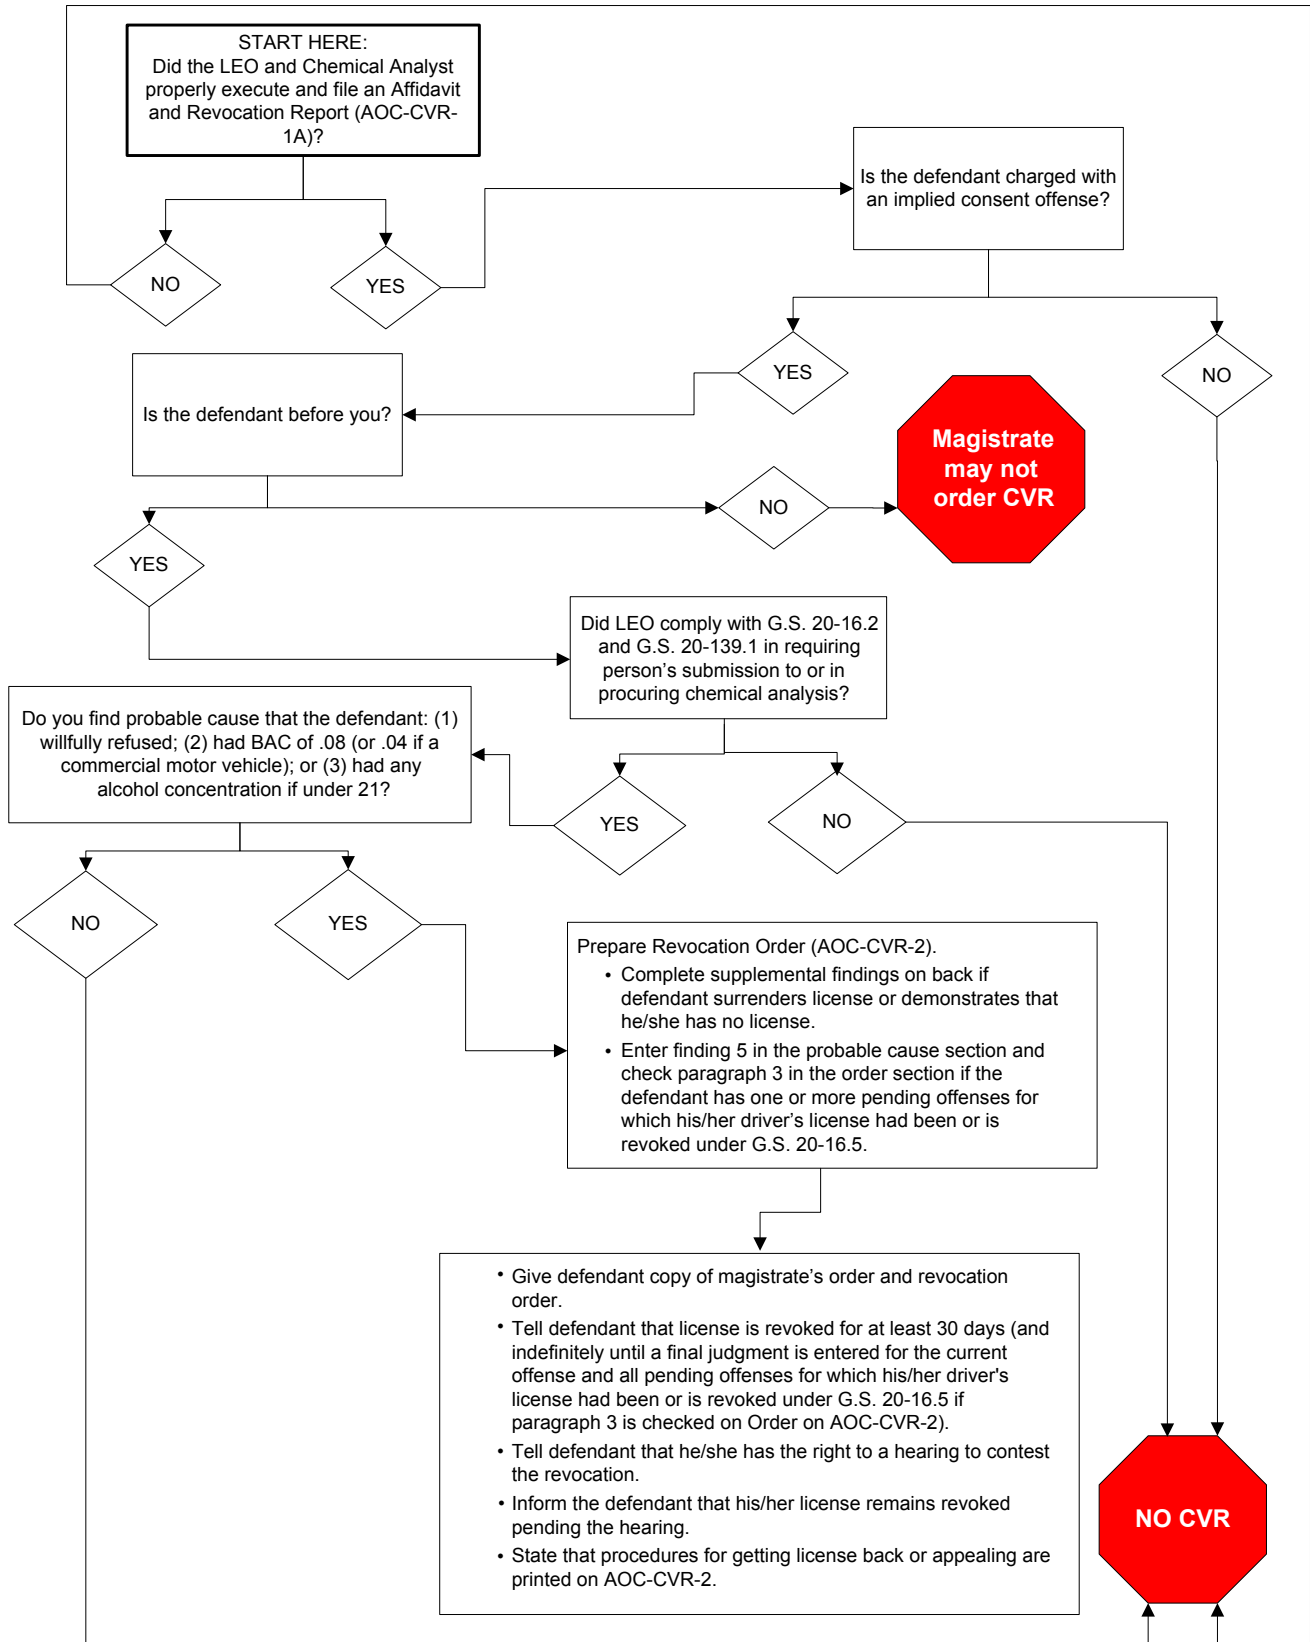 START HERE:
Did the LEO and Chemical Analyst
properly execute and file an Affidavit
and Revocation Report (AOC-CVR-
1A)?
Is the defendant charged with
an implied consent offense?
NO
YES
YES
NO
Is the defendant before you?
Magistrate
may not
order CVR
NO
YES
Did LEO comply with G.S. 20-16.2
and G.S. 20-139.1 in requiring
person’s submission to or in
procuring chemical analysis?
Do you find probable cause that the defendant: (1)
willfully refused; (2) had BAC of .08 (or .04 if a
commercial motor vehicle); or (3) had any
alcohol concentration if under 21?
YES
NO
NO
YES
Prepare Revocation Order (AOC-CVR-2).
• Complete supplemental findings on back if
defendant surrenders license or demonstrates that
he/she has no license.
• Enter finding 5 in the probable cause section and
check paragraph 3 in the order section if the
defendant has one or more pending offenses for
which his/her driver’s license had been or is
revoked under G.S. 20-16.5.
• Give defendant copy of magistrate’s order and revocation
order.
• Tell defendant that license is revoked for at least 30 days (and
indefinitely until a final judgment is entered for the current
offense and all pending offenses for which his/her driver's
license had been or is revoked under G.S. 20-16.5 if
paragraph 3 is checked on Order on AOC-CVR-2).
• Tell defendant that he/she has the right to a hearing to contest
the revocation.
• Inform the defendant that his/her license remains revoked
pending the hearing.
• State that procedures for getting license back or appealing are
printed on AOC-CVR-2.
NO CVR